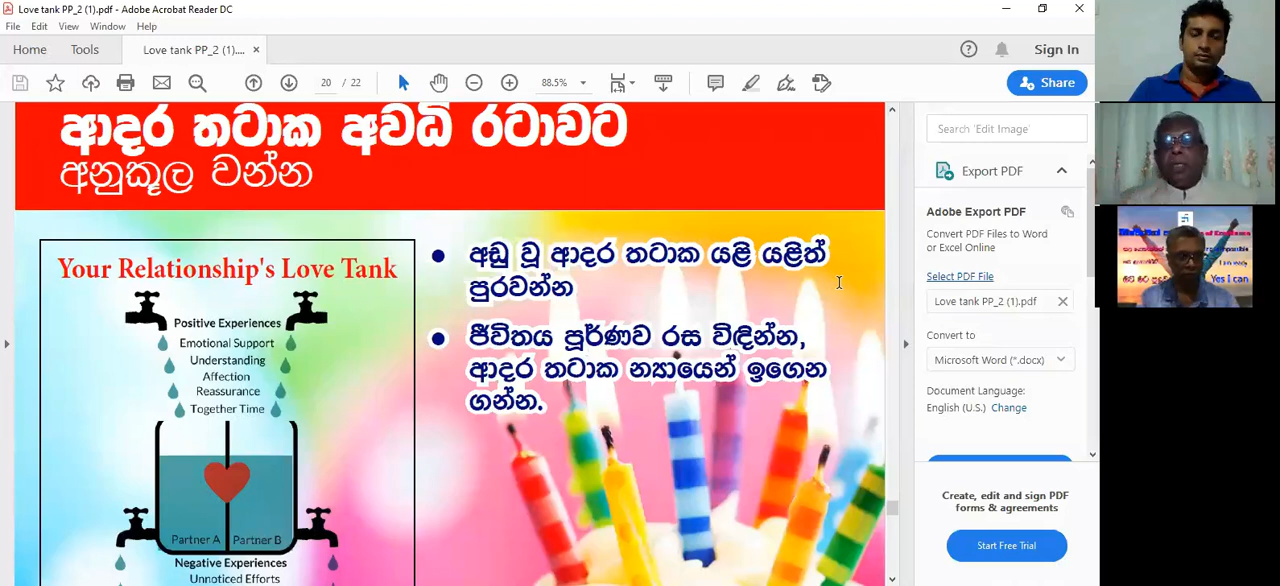 Love tank PP_2 (1).pdf - Adobe Acrobat Reader DC
File Edit View Window Help
Home Tools Love tank PP_2 (1).... × Sign In
20 / 22 88.5% Share
ආදර තටාක අවධි රටාවට
අනුකූල වන්න
Your Relationship's Love Tank
Positive Experiences
Emotional Support
Understanding
Affection
Reassurance
Together Time
Partner A Partner B
Negative Experiences
Unnoticed Efforts
• අඩු වූ ආදර තටාක යළි යළිත්
පුරවන්න
• ජීවිතය පූර්ණව රස විඳින්න,
ආදර තටාක න්‍යායෙන් ඉගෙන
ගන්න.
Search 'Edit Image'
Export PDF
Adobe Export PDF
Convert PDF Files to Word
or Excel Online
Select PDF File
Love tank PP_2 (1).pdf ×
Convert to
Microsoft Word (*.docx)
Document Language:
English (U.S.) Change
Create, edit and sign PDF
forms & agreements
Start Free Trial
I am ready
Yes i can